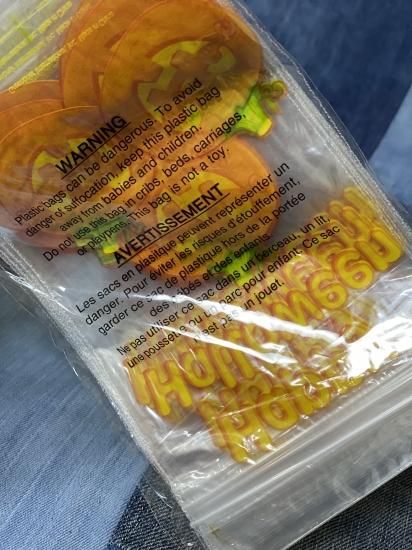 WARNING
Plastic bags can be dangerous. To avoid
danger of suffocation, keep this plastic bag
away from babies and children.
Do not use this bag in cribs, beds, carriages,
or playpens. This bag is not a toy.
AVERTISSEMENT
Les sacs en plastique peuvent représenter un
danger. Pour éviter les risques d'étouffement,
garder ce sac de plastique hors de la portée
des bébés et des enfants.
Ne pas utiliser ce sac dans un berceau, un lit,
une poussette ou un parc pour enfant. Ce sac
n'est pas un jouet.
Halloween